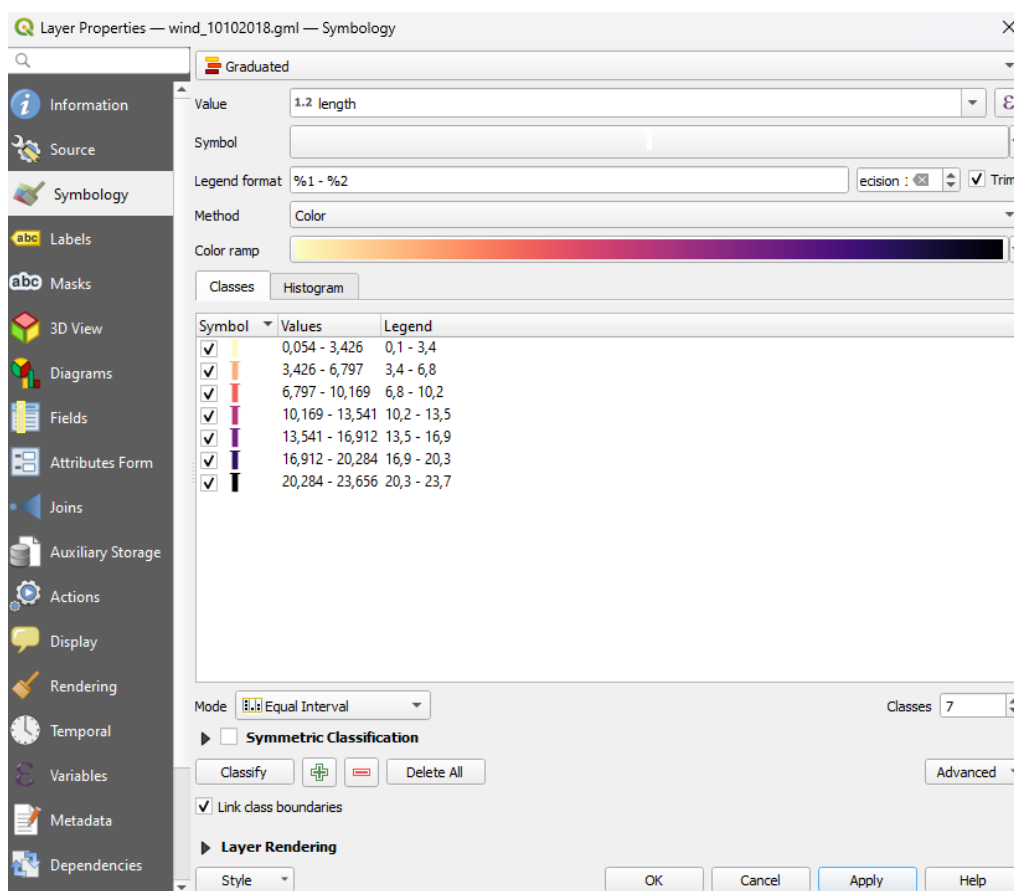 Layer Properties — wind_10102018.gml — Symbology
Information
Source
Symbology
Labels
Masks
3D View
Diagrams
Fields
Attributes Form
Joins
Auxiliary Storage
Actions
Display
Rendering
Temporal
Variables
Metadata
Dependencies
Graduated
Value 1.2 length
Symbol
Legend format %1 - %2 ecision : Trim
Method Color
Color ramp
Classes Histogram
Symbol Values Legend
0,054 - 3,426 0,1 - 3,4
3,426 - 6,797 3,4 - 6,8
6,797 - 10,169 6,8 - 10,2
10,169 - 13,541 10,2 - 13,5
13,541 - 16,912 13,5 - 16,9
16,912 - 20,284 16,9 - 20,3
20,284 - 23,656 20,3 - 23,7
Mode Equal Interval Classes 7
Symmetric Classification
Classify Delete All Advanced
Link class boundaries
Layer Rendering
Style OK Cancel Apply Help